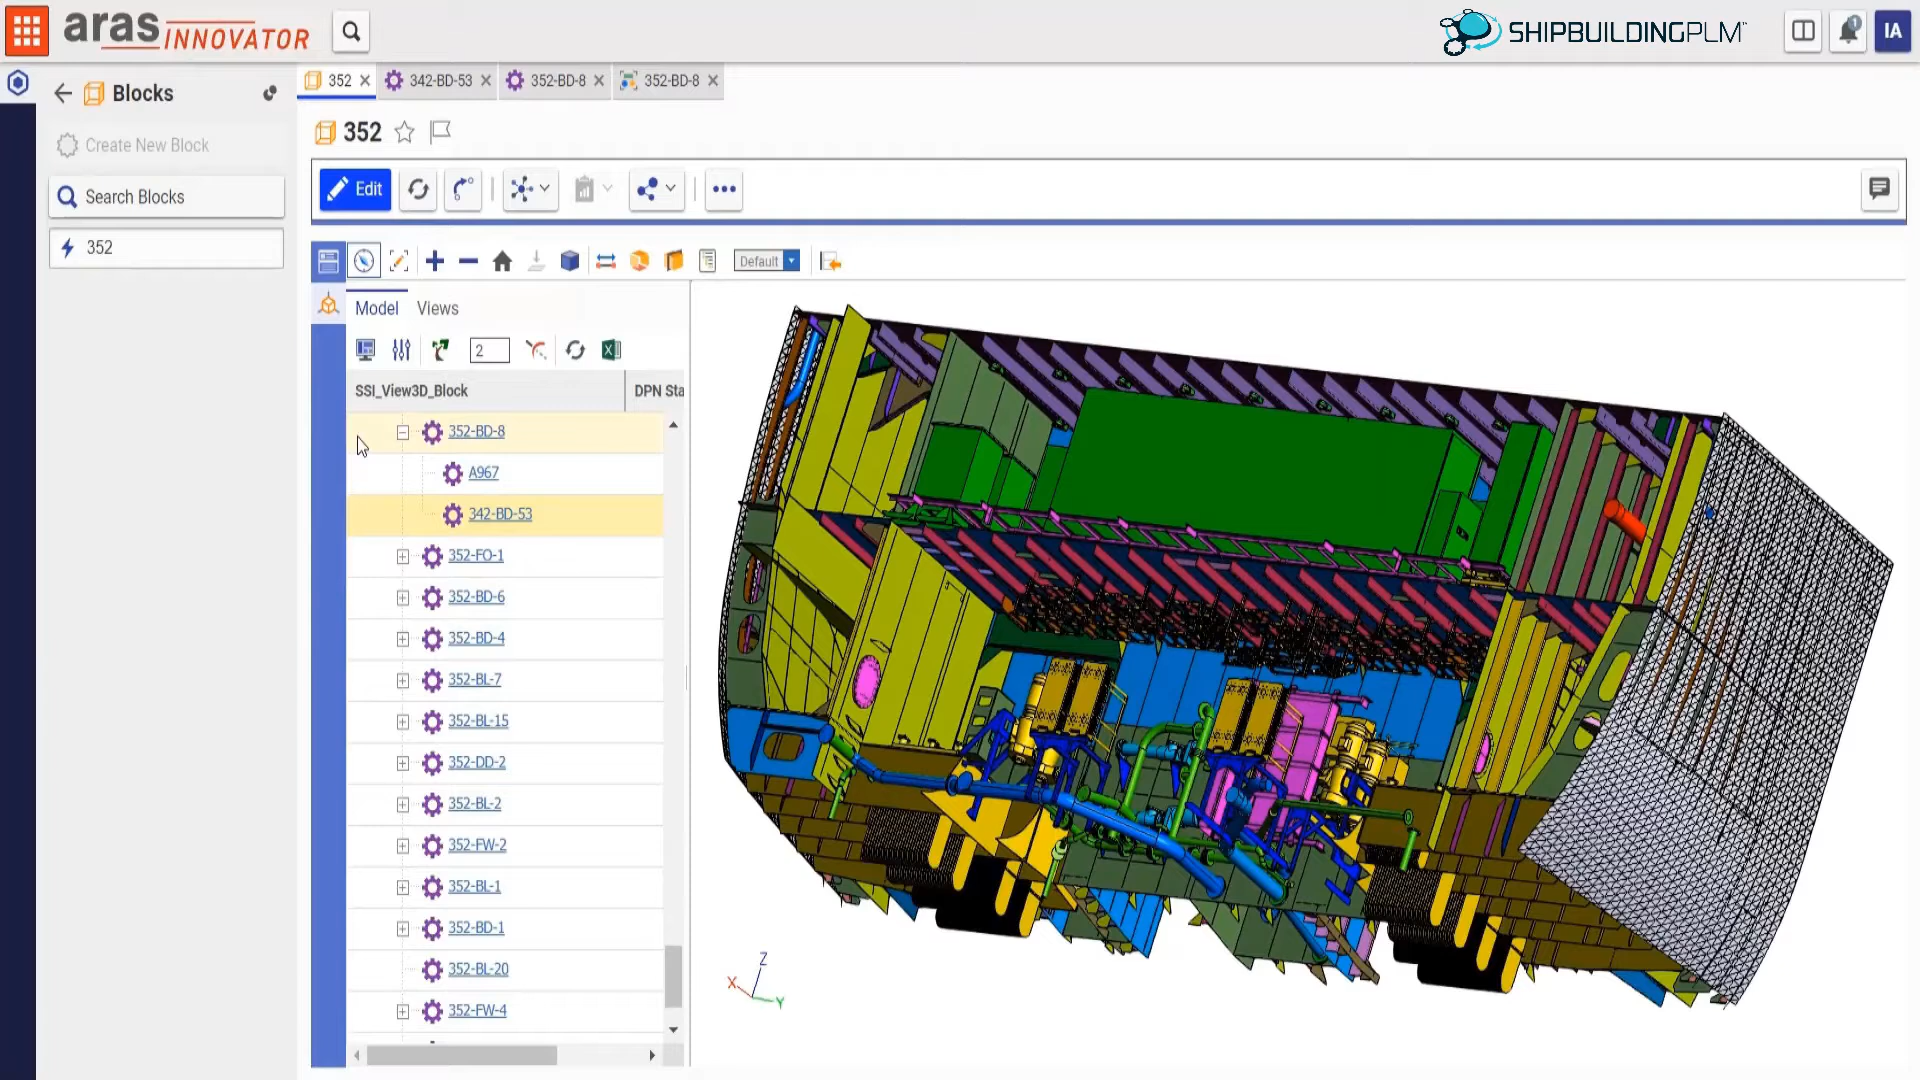 aras INNOVATOR
SHIPBUILDINGPLM™
1
IA
Blocks
352
342-BD-53
352-BD-8
352-BD-8
Create New Block
352
Search Blocks
Edit
352
Default
Model
Views
2
SSI_View3D_Block
DPN Sta
352-BD-8
A967
342-BD-53
352-FO-1
352-BD-6
352-BD-4
352-BL-7
352-BL-15
352-DD-2
352-BL-2
352-FW-2
352-BL-1
352-BD-1
352-BL-20
352-FW-4
Z
X
Y